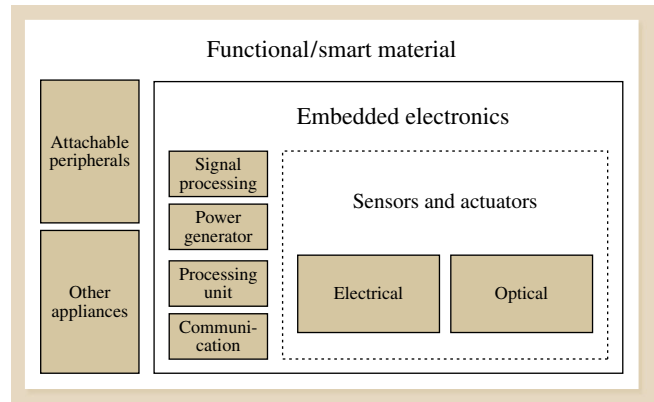 Functional/smart material
Attachable
peripherals
Other
appliances
Embedded electronics
Signal
processing
Power
generator
Processing
unit
Communi-
cation
Sensors and actuators
Electrical
Optical